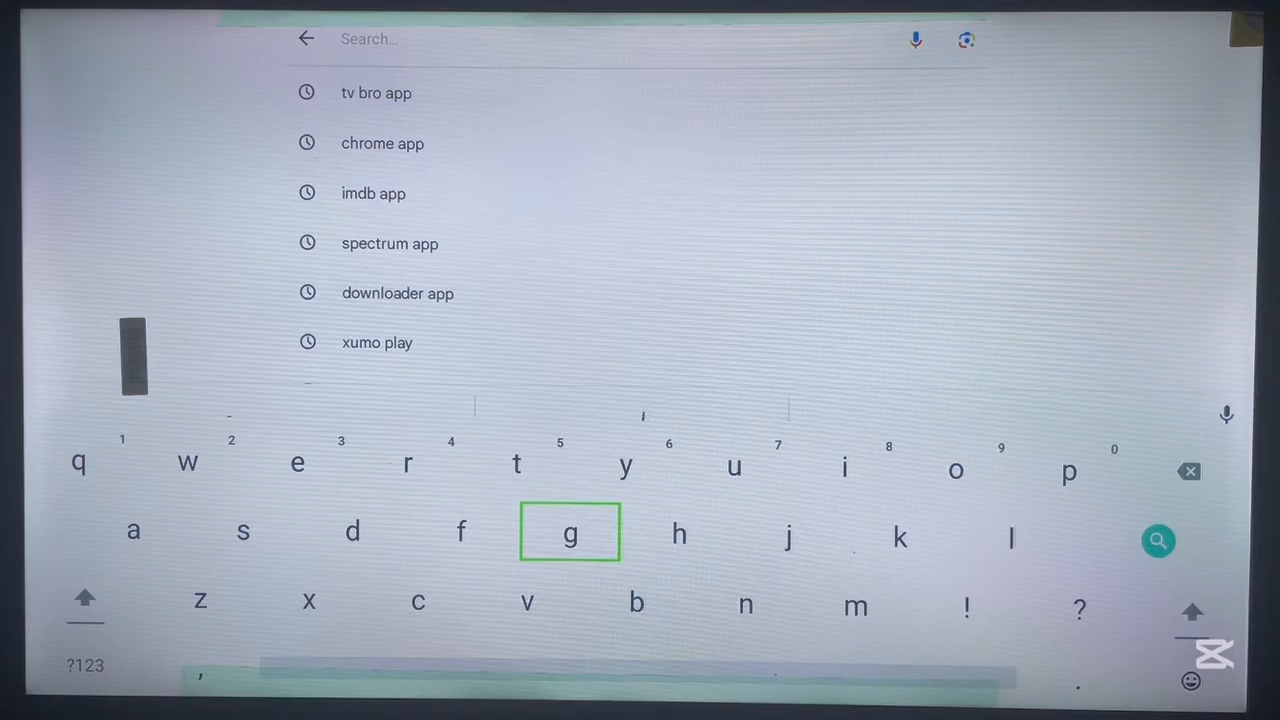 Search...
tv bro app
chrome app
imdb app
spectrum app
downloader app
xumo play
1 2 3 4 5 6 7 8 9 0
q w e r t y u i o p
a s d f g h j k l
z x c v b n m ! ?
?123 , .